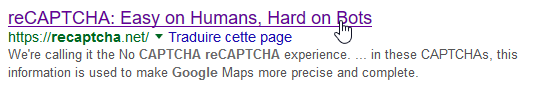 reCAPTCHA: Easy on Humans, Hard on Bots
https://recaptcha.net/ ▼ Traduire cette page
We're calling it the No CAPTCHA reCAPTCHA experience. ... in these CAPTCHAs, this
information is used to make Google Maps more precise and complete.